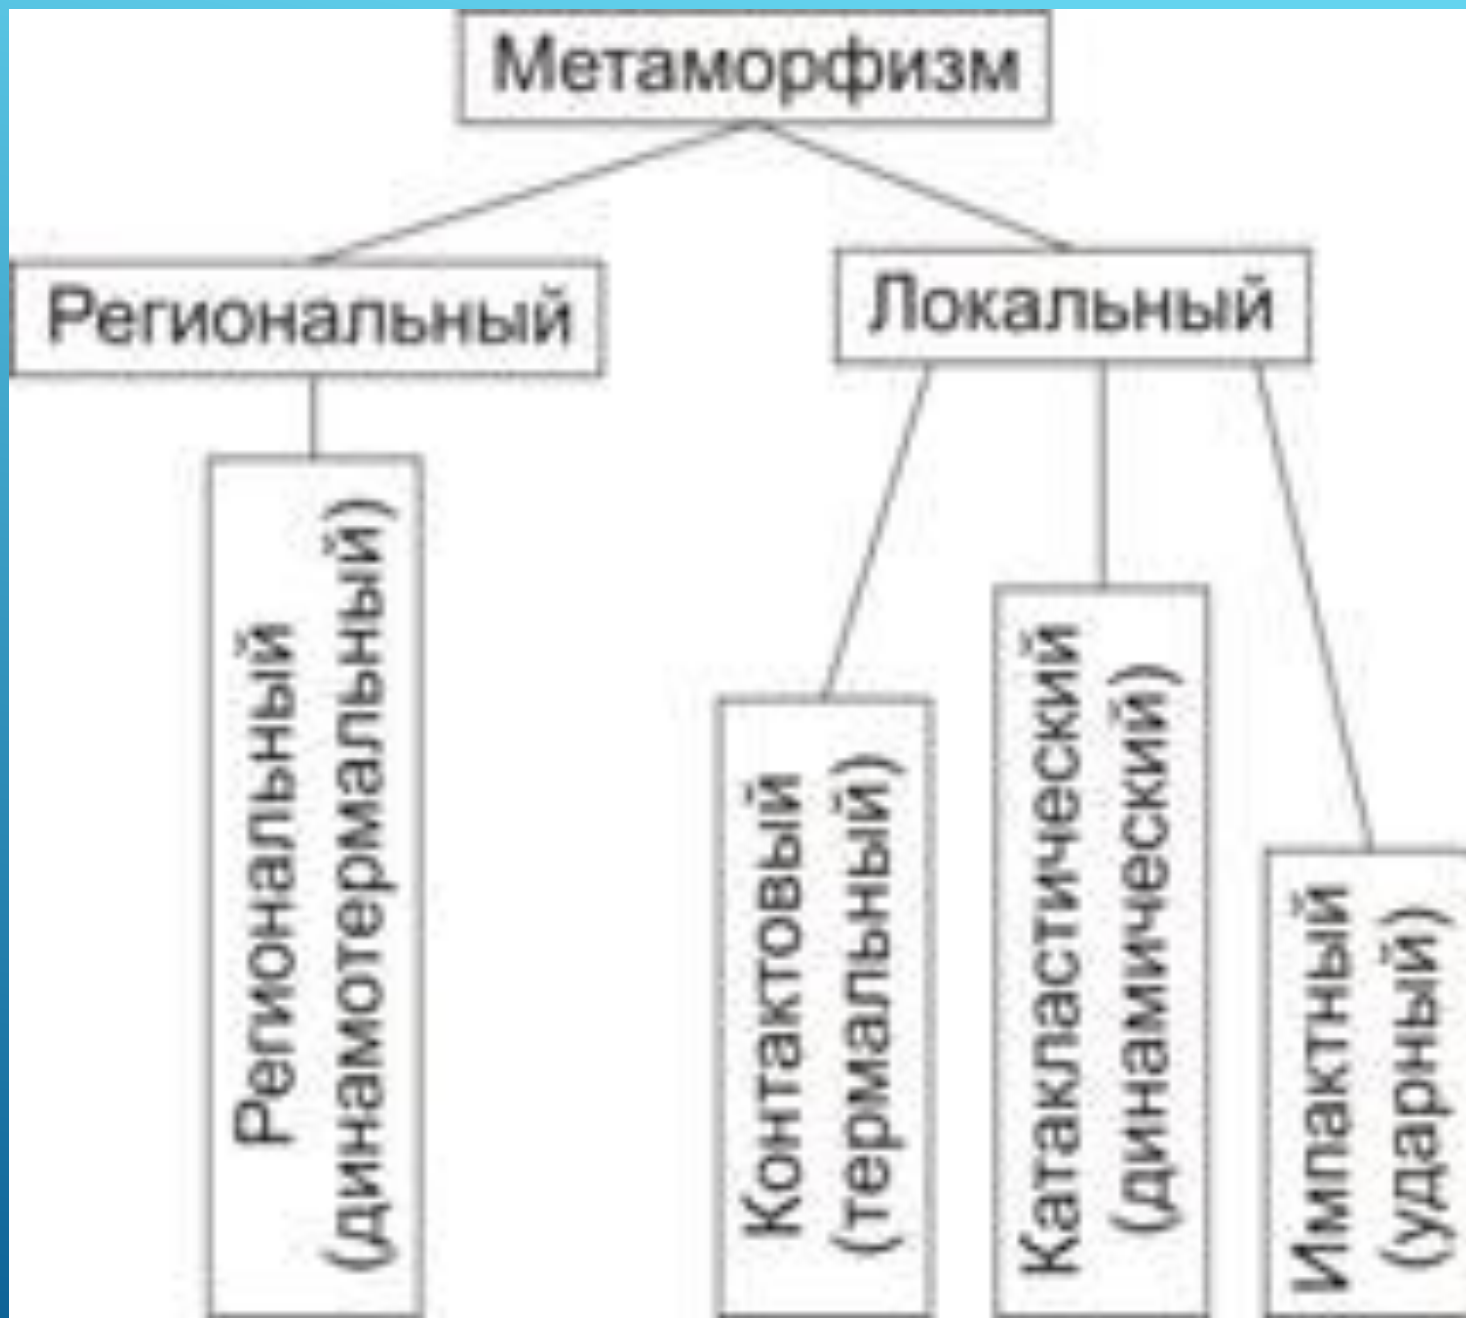 Метаморфизм
Региональный
Локальный
Региональный
(динамотермальный)
Контактовый
(термальный)
Катакластический
(динамический)
Импактный
(ударный)